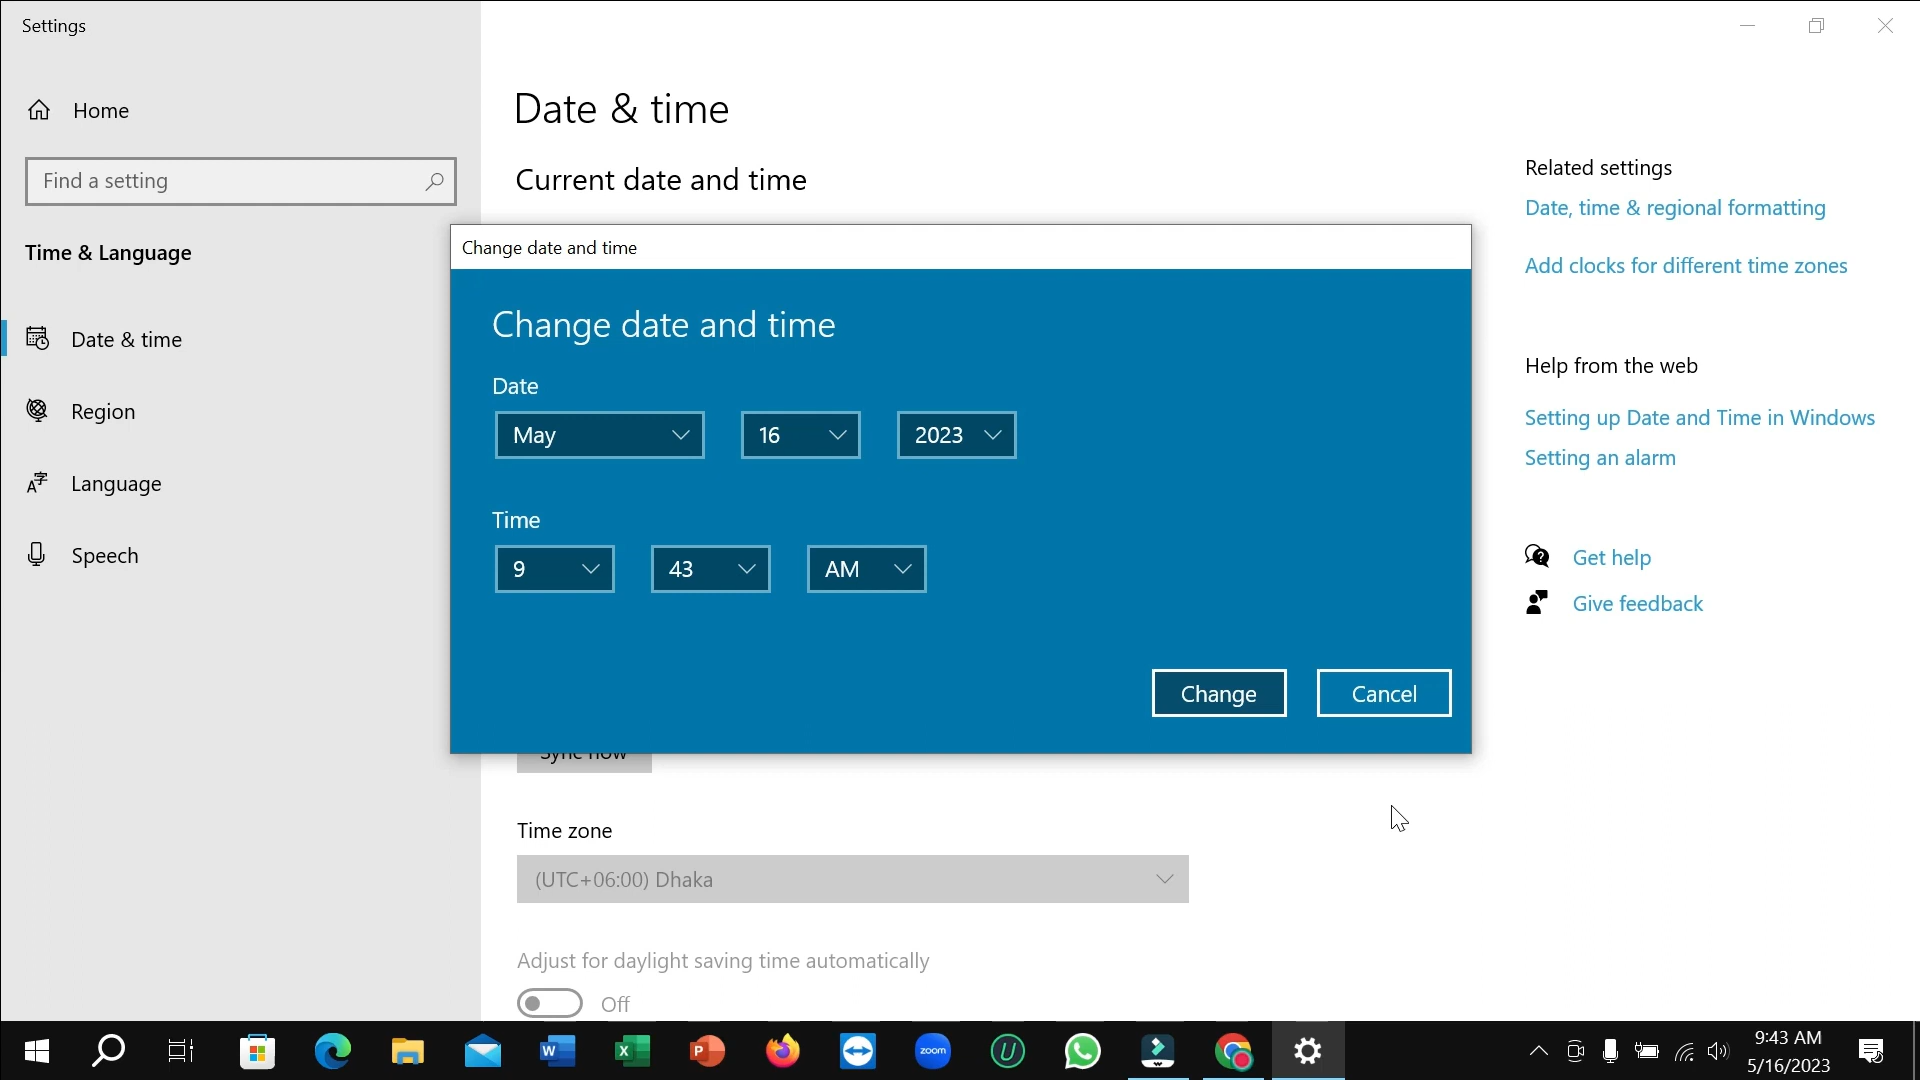 Settings
Home
Find a setting
Time & Language
Date & time
Region
Language
Speech
Date & time
Current date and time
Change date and time
Change date and time
Date
May
16
2023
Time
9
43
AM
Change
Cancel
Sync now
Time zone
(UTC+06:00) Dhaka
Adjust for daylight saving time automatically
Off
Related settings
Date, time & regional formatting
Add clocks for different time zones
Help from the web
Setting up Date and Time in Windows
Setting an alarm
Get help
Give feedback
W
X
P
zoom
U
9:43 AM
5/16/2023